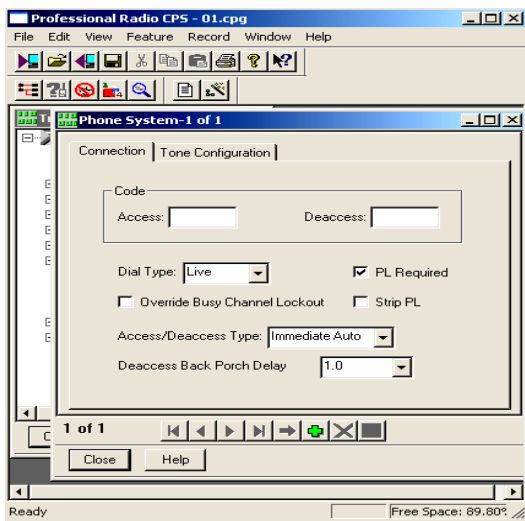 Professional Radio CPS - 01.cpg
File Edit View Feature Record Window Help
Phone System-1 of 1
Connection Tone Configuration
Code
Access: Deaccess:
Dial Type: Live PL Required
Override Busy Channel Lockout Strip PL
Access/Deaccess Type: Immediate Auto
Deaccess Back Porch Delay 1.0
1 of 1
Close Help
Ready Free Space: 89.80%